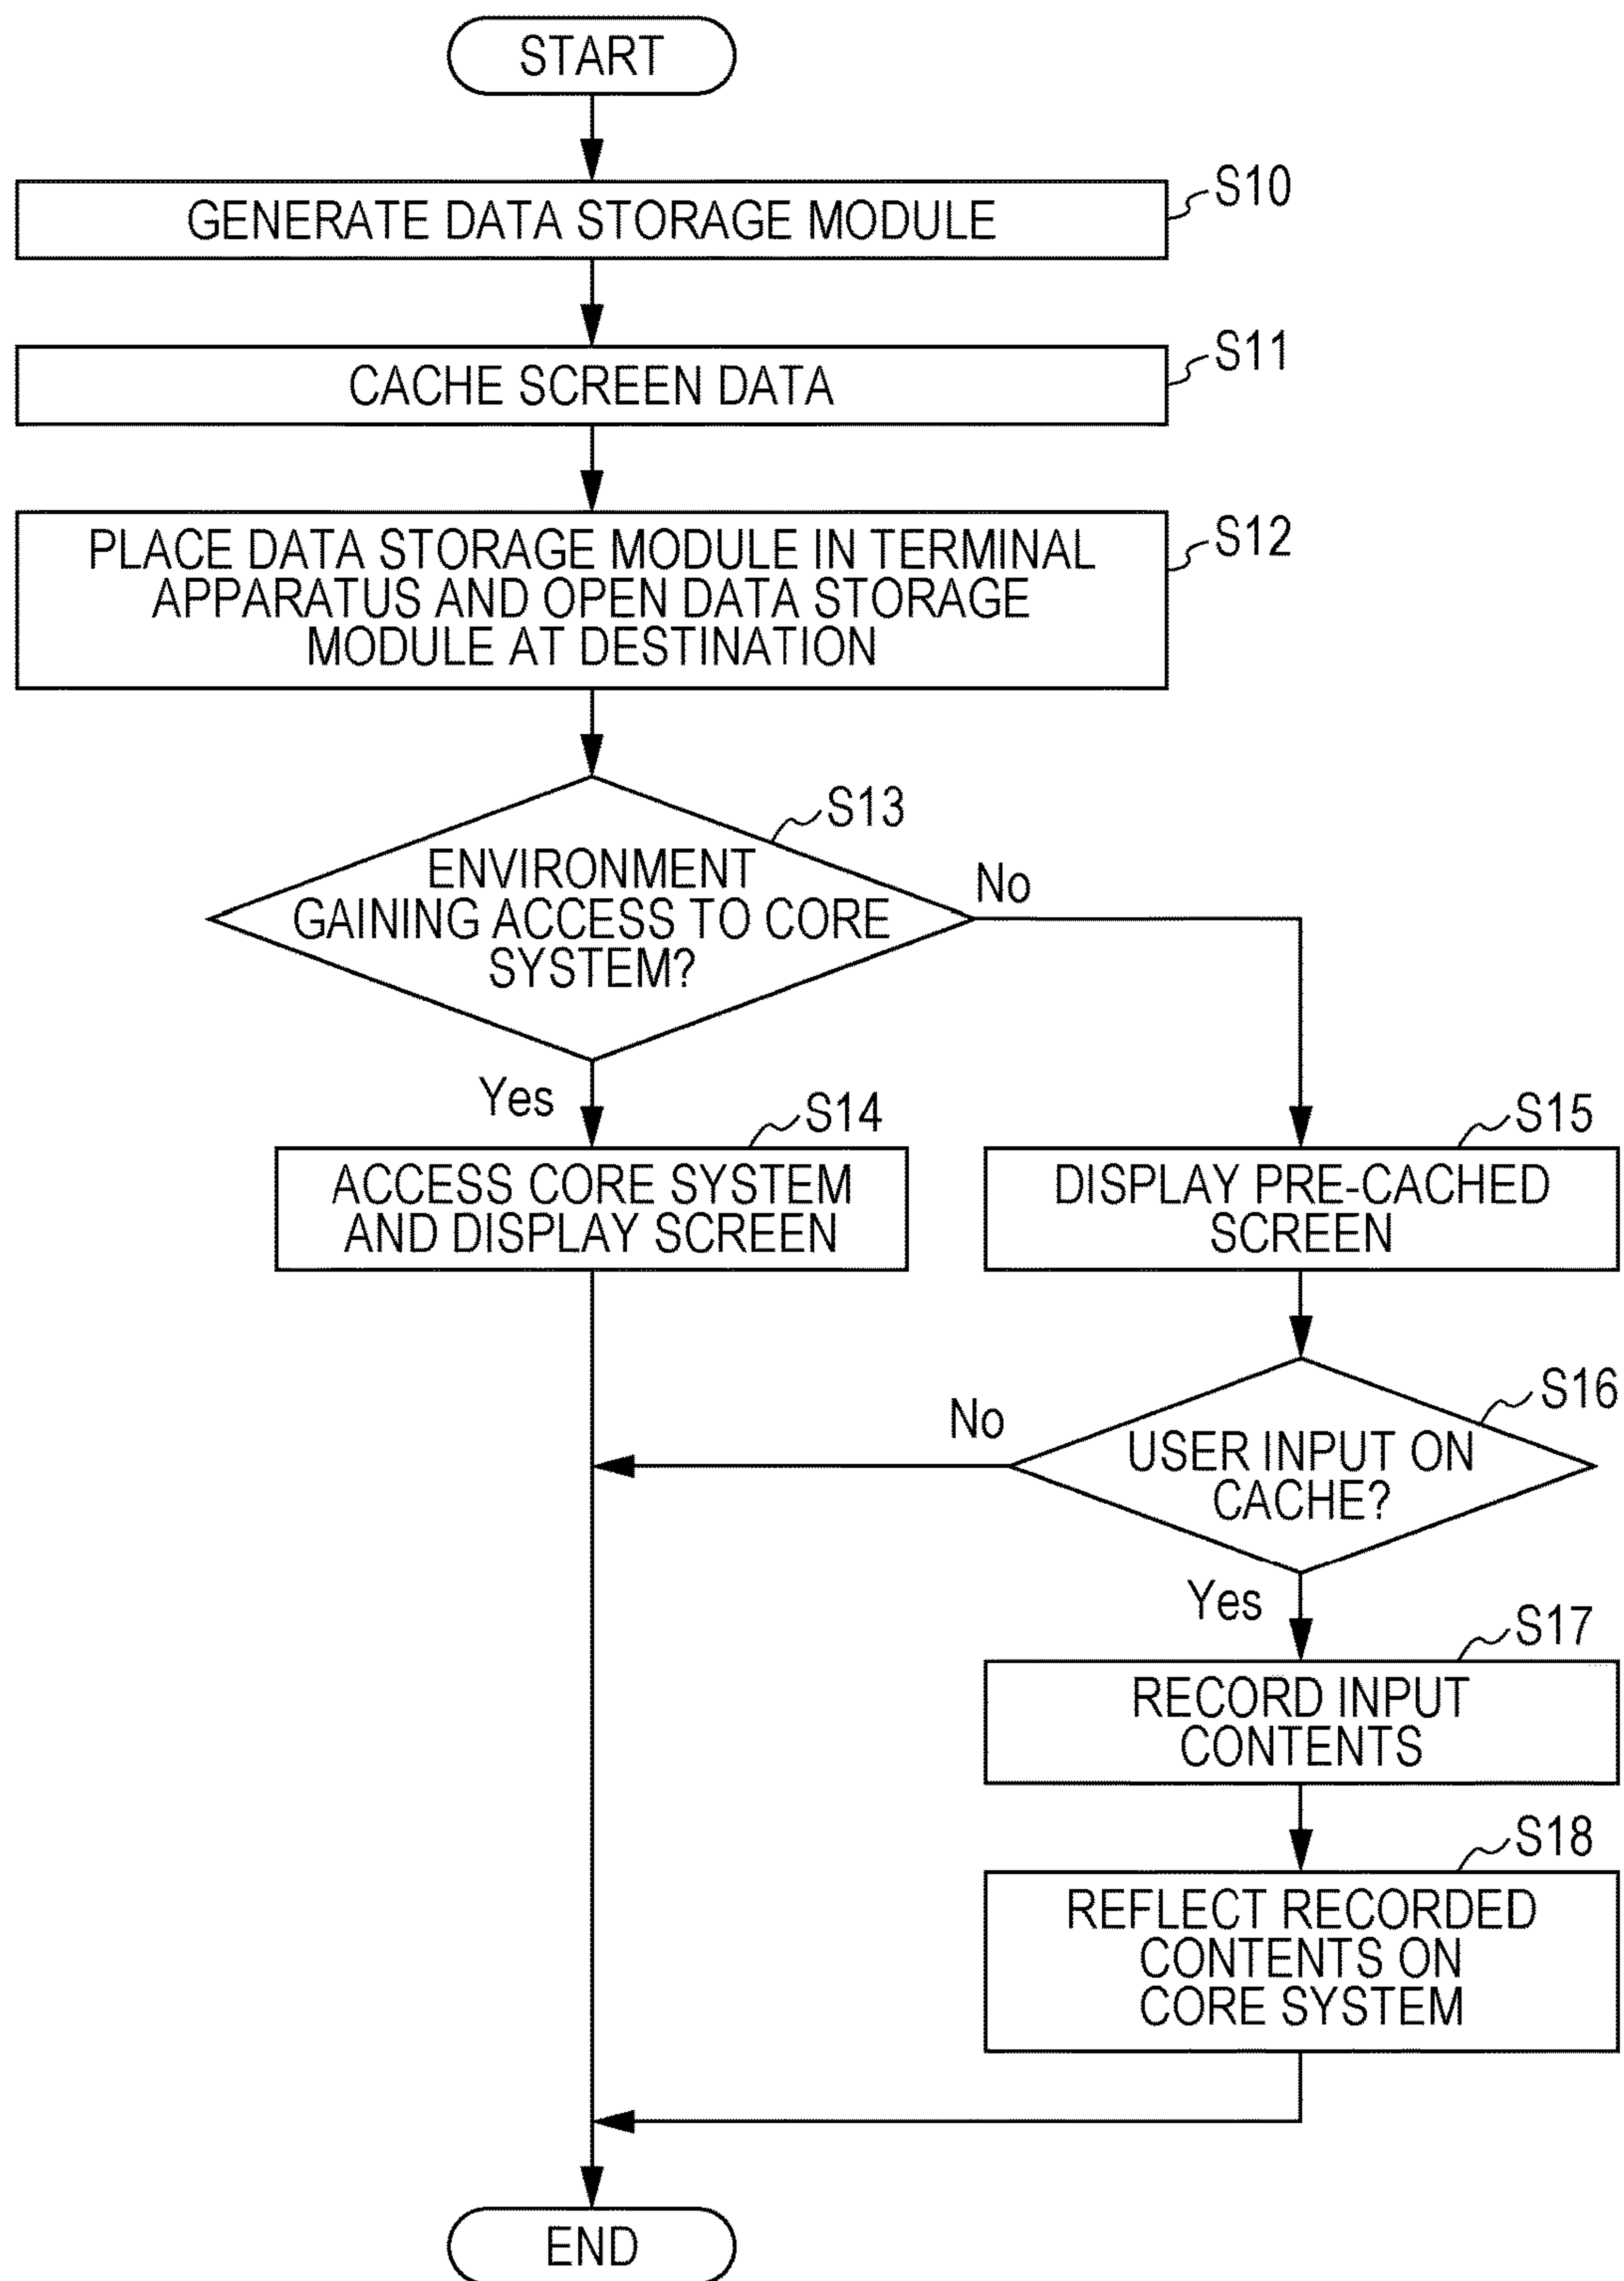 START
S10
GENERATE DATA STORAGE MODULE
S11
CACHE SCREEN DATA
S12
PLACE DATA STORAGE MODULE IN TERMINAL
APPARATUS AND OPEN DATA STORAGE
MODULE AT DESTINATION
S13
ENVIRONMENT
GAINING ACCESS TO CORE
SYSTEM?
No
Yes
S14
ACCESS CORE SYSTEM
AND DISPLAY SCREEN
S15
DISPLAY PRE-CACHED
SCREEN
S16
No
USER INPUT ON
CACHE?
Yes
S17
RECORD INPUT
CONTENTS
S18
REFLECT RECORDED
CONTENTS ON
CORE SYSTEM
END